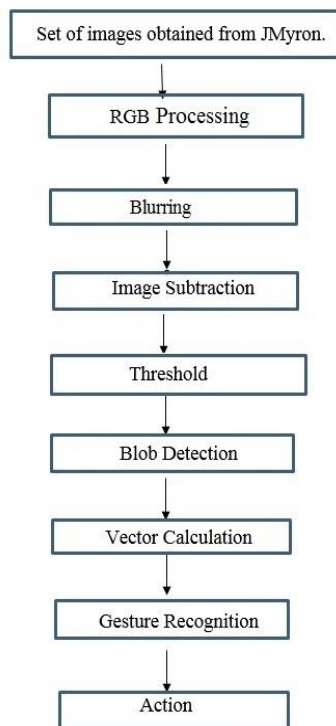 Set of images obtained from JMyron.
RGB Processing
Blurring
Image Subtraction
Threshold
Blob Detection
Vector Calculation
Gesture Recognition
Action